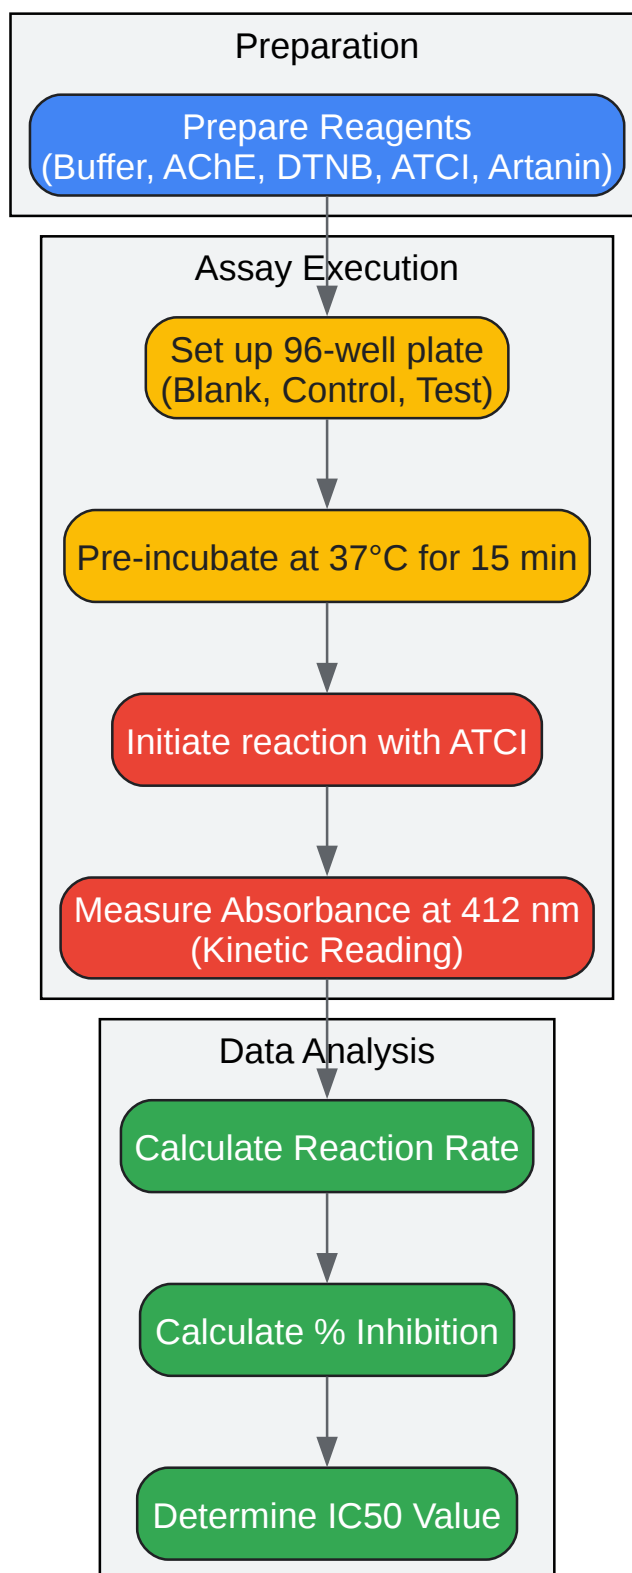 Preparation
Prepare Reagents
(Buffer, AChE, DTNB, ATCI, Artanin)
Assay Execution
Set up 96-well plate
(Blank, Control, Test)
Pre-incubate at 37°C for 15 min
Initiate reaction with ATCI
Measure Absorbance at 412 nm
(Kinetic Reading)
Data Analysis
Calculate Reaction Rate
Calculate % Inhibition
Determine IC50 Value